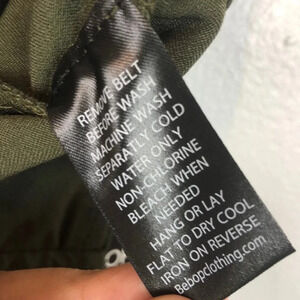 REMOVE BELT
BEFORE WASH
MACHINE WASH
SEPARATLY COLD
WATER ONLY
NON-CHLORINE
BLEACH WHEN
NEEDED
HANG OR LAY
FLAT TO DRY COOL
IRON ON REVERSE
Bebopclothing.com